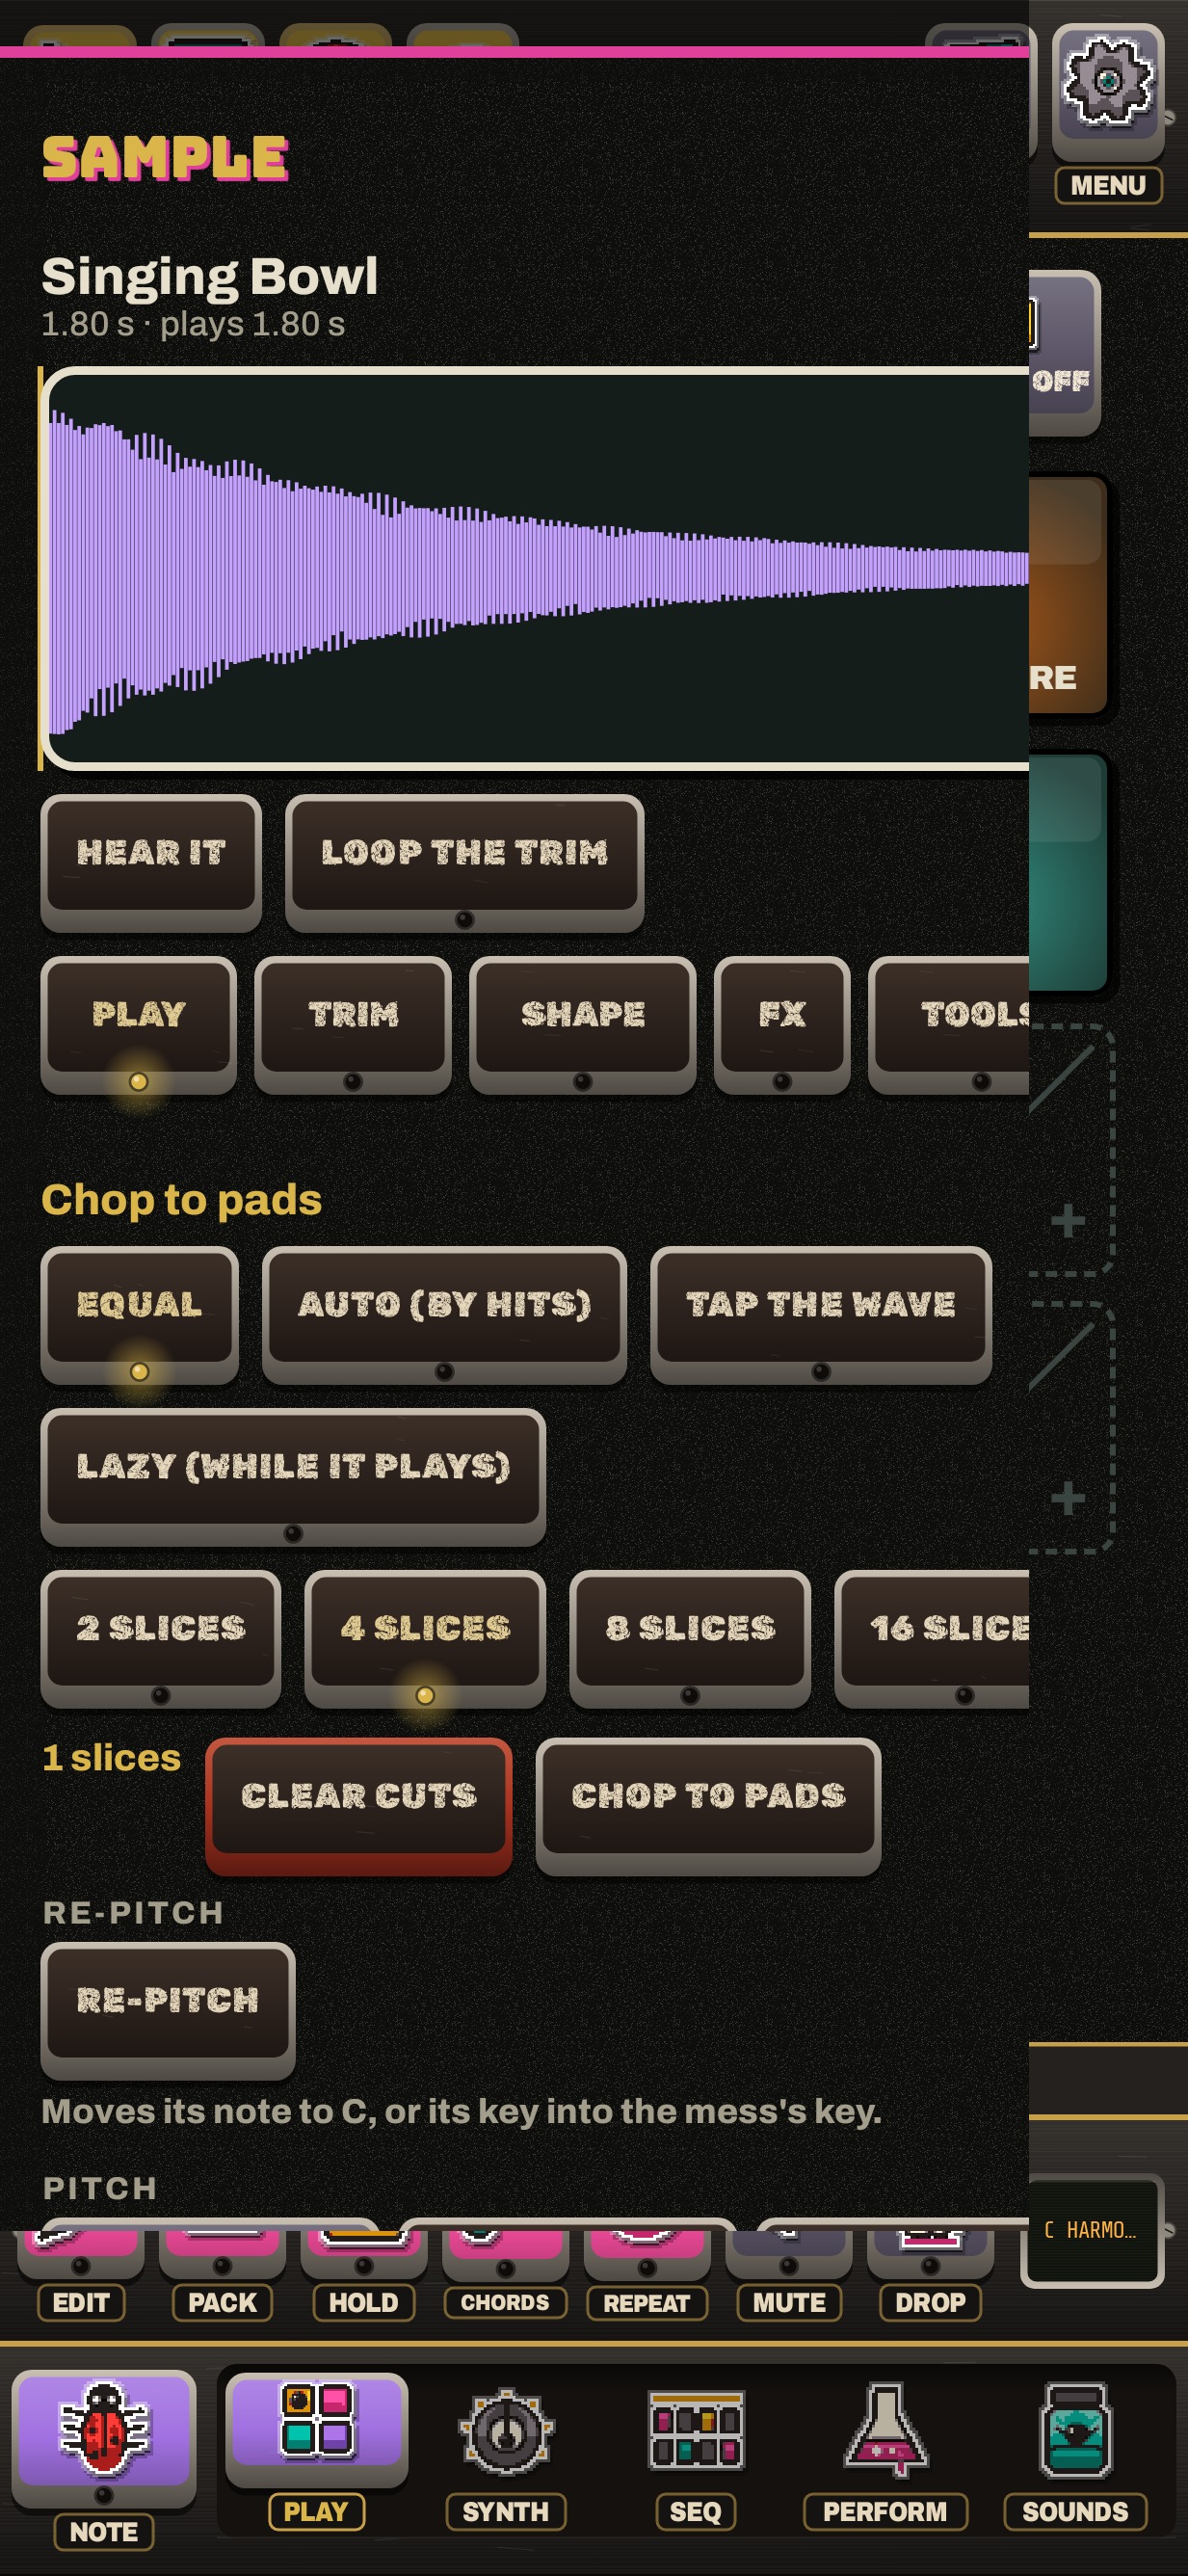 MENU
SAMPLE
Singing Bowl
1.80 s · plays 1.80 s
OFF
RE
HEAR IT
LOOP THE TRIM
PLAY
TRIM
SHAPE
FX
TOOLS
Chop to pads
EQUAL
AUTO (BY HITS)
TAP THE WAVE
LAZY (WHILE IT PLAYS)
2 SLICES
4 SLICES
8 SLICES
16 SLICE
1 slices
CLEAR CUTS
CHOP TO PADS
RE-PITCH
RE-PITCH
Moves its note to C, or its key into the mess's key.
PITCH
C HARMO…
EDIT
PACK
HOLD
CHORDS
REPEAT
MUTE
DROP
NOTE
PLAY
SYNTH
SEQ
PERFORM
SOUNDS